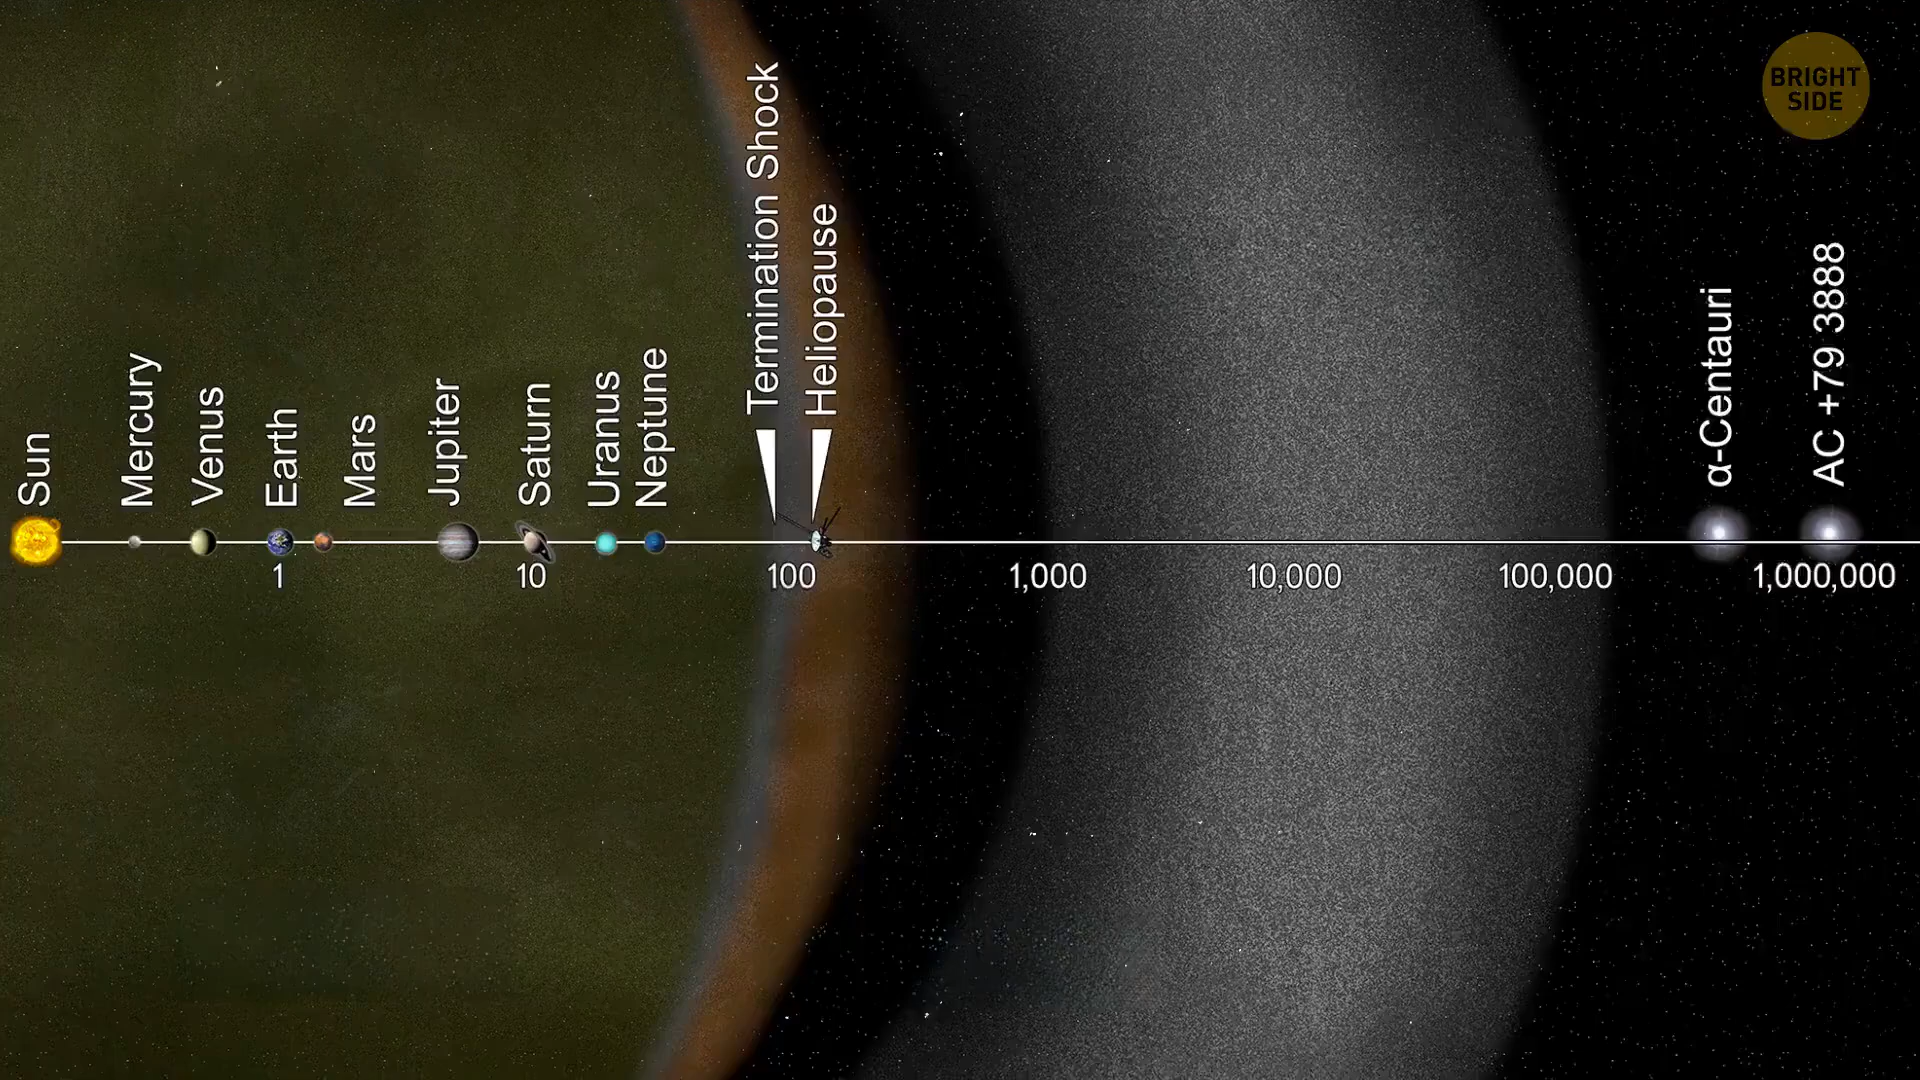 BRIGHT
SIDE
Sun
Mercury
Venus
Earth
Mars
Jupiter
Saturn
Uranus
Neptune
Termination Shock
Heliopause
α-Centauri
AC +79 3888
1
10
100
1,000
10,000
100,000
1,000,000